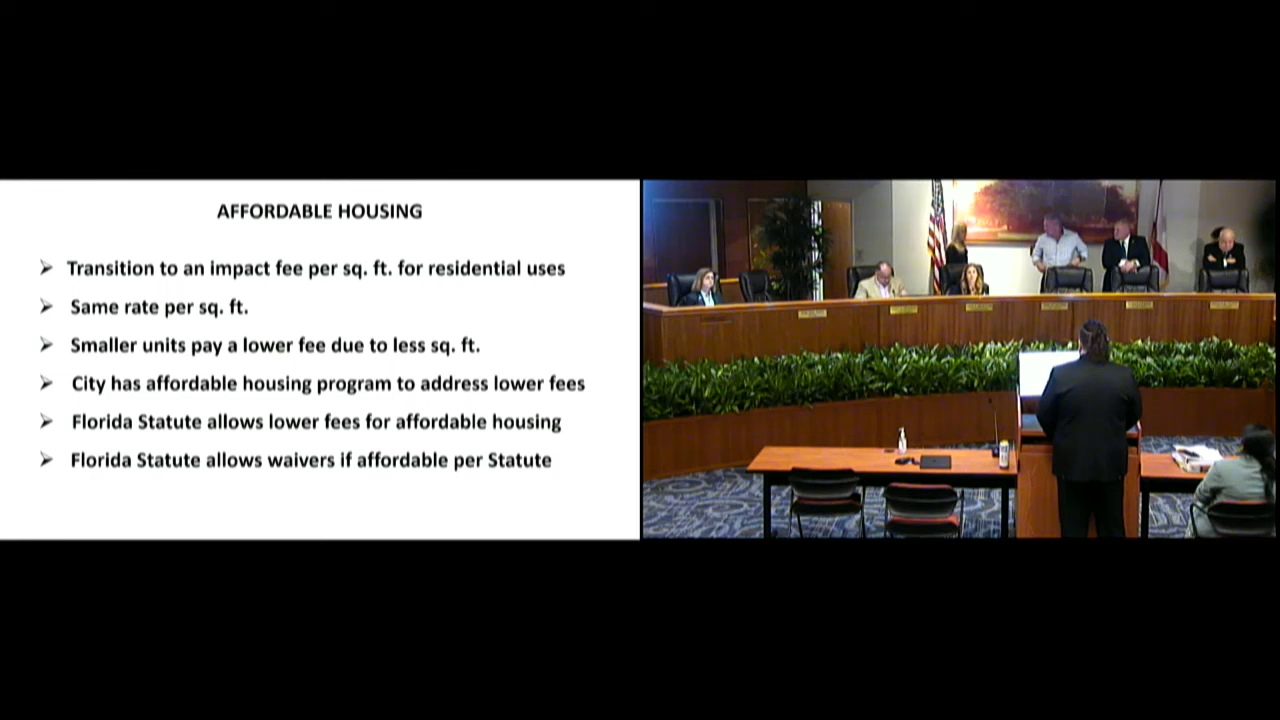 AFFORDABLE HOUSING
➢ Transition to an impact fee per sq. ft. for residential uses
➢ Same rate per sq. ft.
➢ Smaller units pay a lower fee due to less sq. ft.
➢ City has affordable housing program to address lower fees
➢ Florida Statute allows lower fees for affordable housing
➢ Florida Statute allows waivers if affordable per Statute